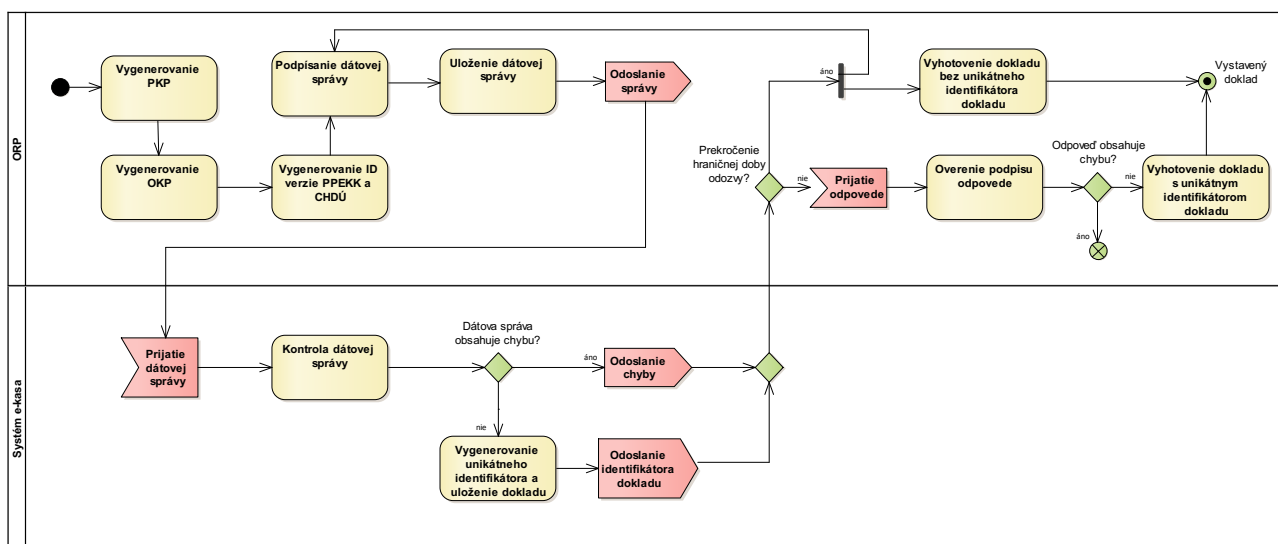 ORP
Vygenerovanie
PKP
Vygenerovanie
OKP
Podpísanie dátovej
správy
Vygenerovanie ID
verzie PPEKK a
CHDÚ
Uloženie dátovej
správy
Odoslanie
správy
Prekročenie
hraničnej doby
odozvy?
áno
nie
Vyhotovenie dokladu
bez unikátneho
identifikátora
dokladu
Vystavený
doklad
Prijatie
odpovede
Overenie podpisu
odpovede
Odpoveď obsahuje
chybu?
nie
áno
Vyhotovenie dokladu
s unikátnym
identifikátorom
dokladu
Systém e-kasa
Prijatie
dátovej
správy
Kontrola dátovej
správy
Dátova správa
obsahuje chybu?
áno
nie
Odoslanie
chyby
Vygenerovanie
unikátneho
identifikátora a
uloženie dokladu
Odoslanie
identifikátora
dokladu